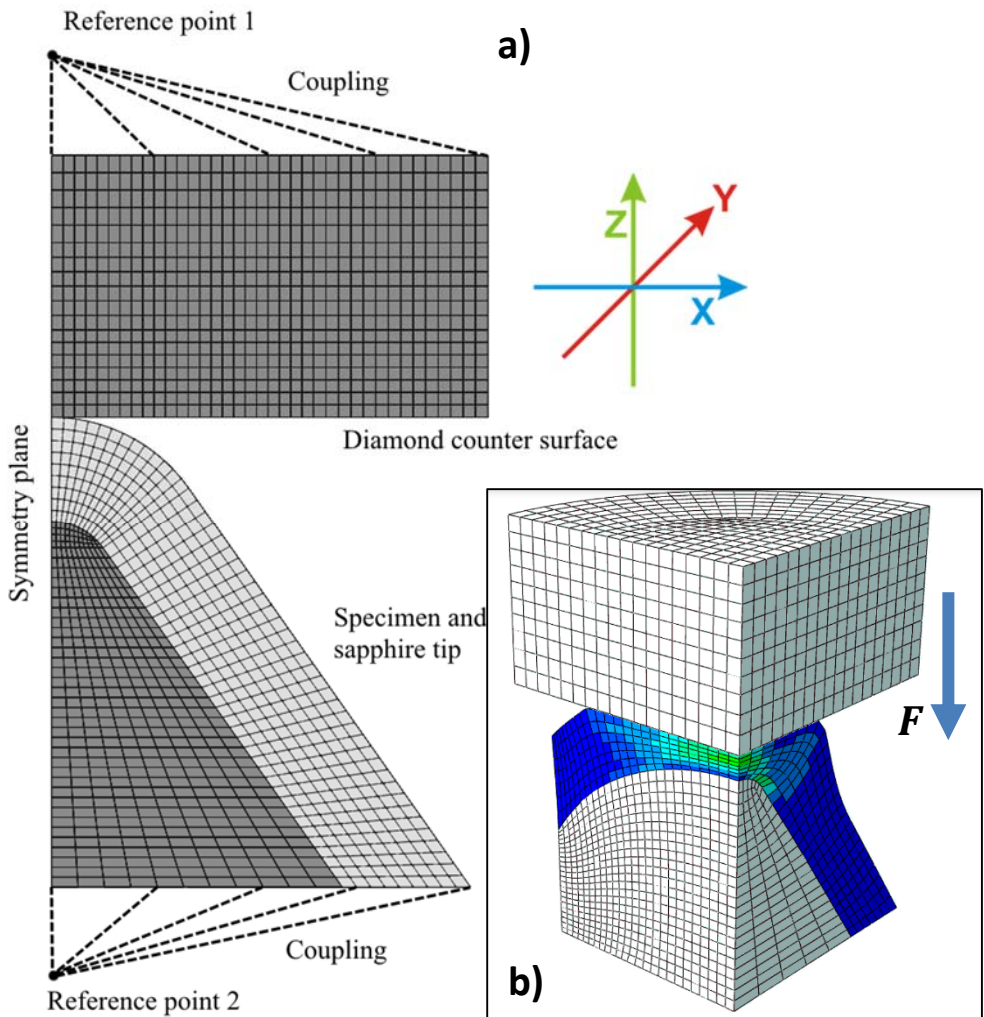 Reference point 1
a)
Coupling
Z
Y
X
Symmetry plane
Diamond counter surface
Specimen and
sapphire tip
F
Coupling
Reference point 2
b)